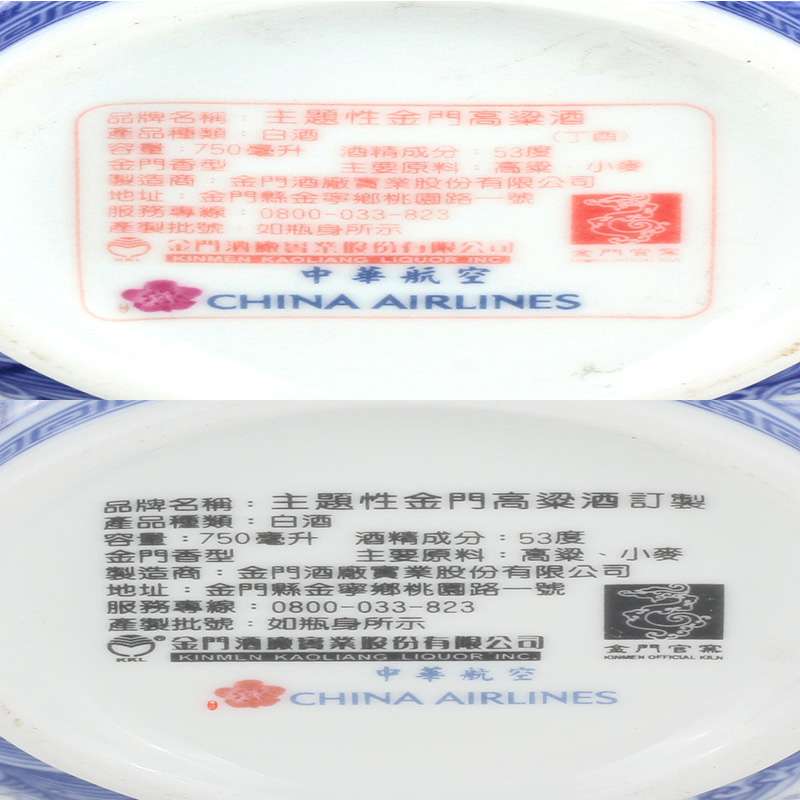 品牌名稱：主題性金門高粱酒
產品種類：白酒 (丁酉)
容量：750毫升 酒精成分：53度
金門香型 主要原料：高粱、小麥
製造商：金門酒廠實業股份有限公司
地址：金門縣金寧鄉桃園路一號
服務專線：0800-033-823
產製批號：如瓶身所示
金門官窯
金門酒廠實業股份有限公司
KKL KINMEN KAOLIANG LIQUOR INC.
中華航空
CHINA AIRLINES
品牌名稱：主題性金門高粱酒訂製
產品種類：白酒
容量：750毫升 酒精成分：53度
金門香型 主要原料：高粱、小麥
製造商：金門酒廠實業股份有限公司
地址：金門縣金寧鄉桃園路一號
服務專線：0800-033-823
產製批號：如瓶身所示
金門官窯
KINMEN OFFICIAL KILN
®金門酒廠實業股份有限公司
KKL KINMEN KAOLIANG LIQUOR INC.
中華航空
CHINA AIRLINES